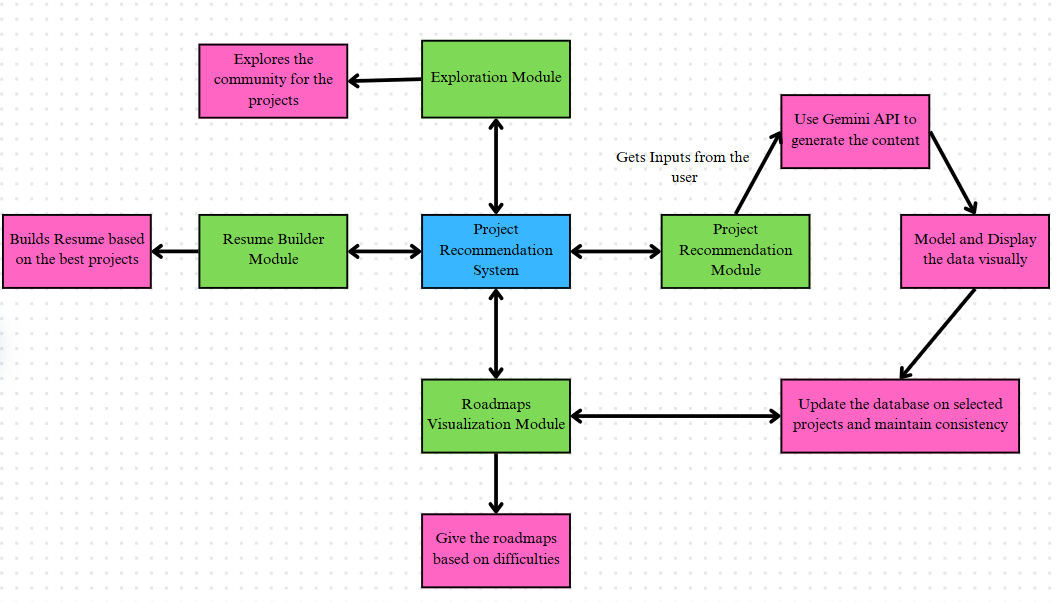 Explores the
community for the
projects
Exploration Module
Use Gemini API to
generate the content
Gets Inputs from the
user
Builds Resume based
on the best projects
Resume Builder
Module
Project
Recommendation
System
Project
Recommendation
Module
Model and Display
the data visually
Roadmaps
Visualization Module
Update the database on selected
projects and maintain consistency
Give the roadmaps
based on difficulties